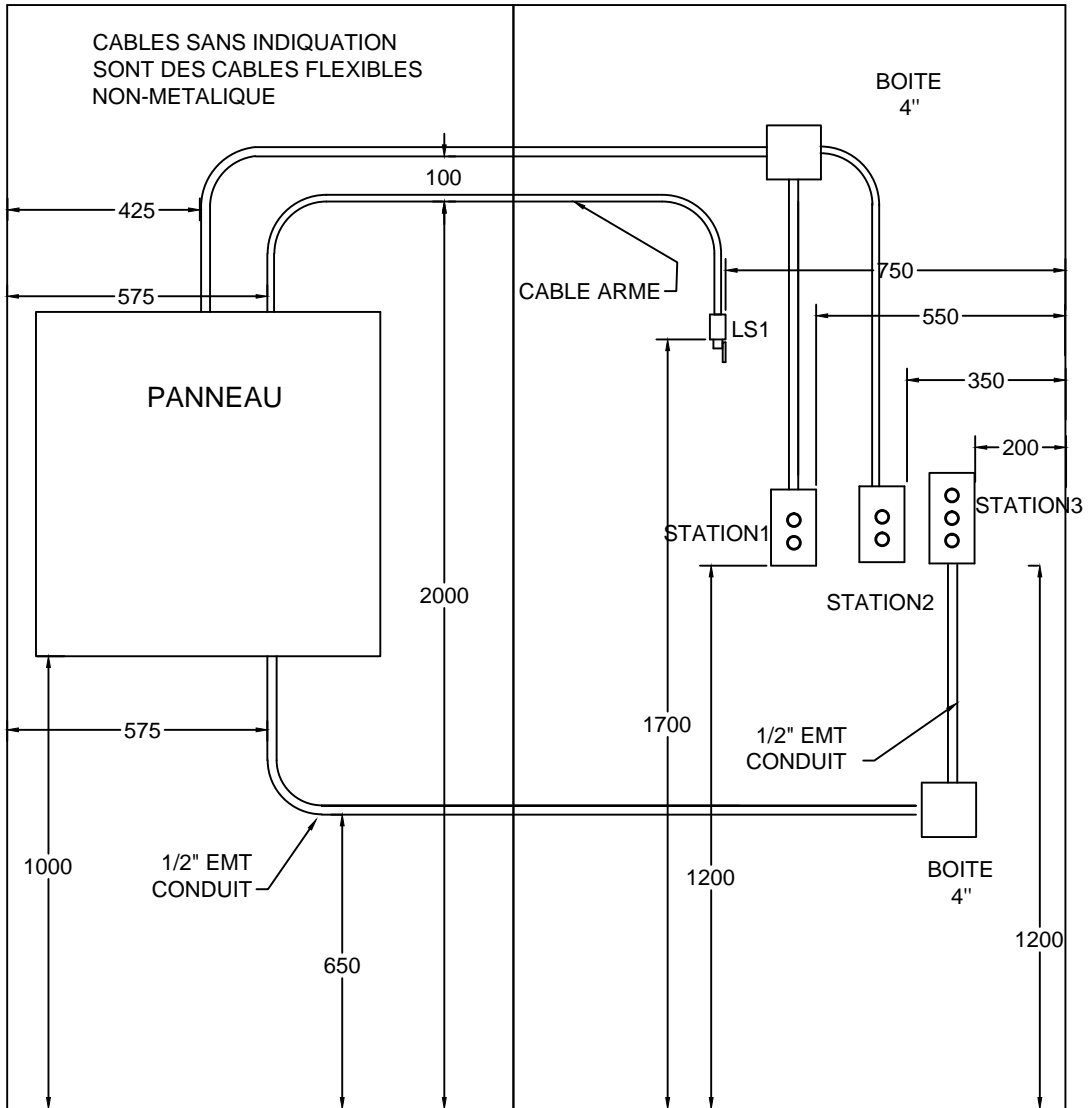 CABLES SANS INDIQUATION
SONT DES CABLES FLEXIBLES
NON-METALIQUE
BOITE
4"
100
425
750
575
CABLE ARME
LS1
550
350
PANNEAU
200
STATION3
STATION1
2000
STATION2
575
1700
1/2" EMT
CONDUIT
1000
1/2" EMT
CONDUIT
1200
BOITE
4"
650
1200